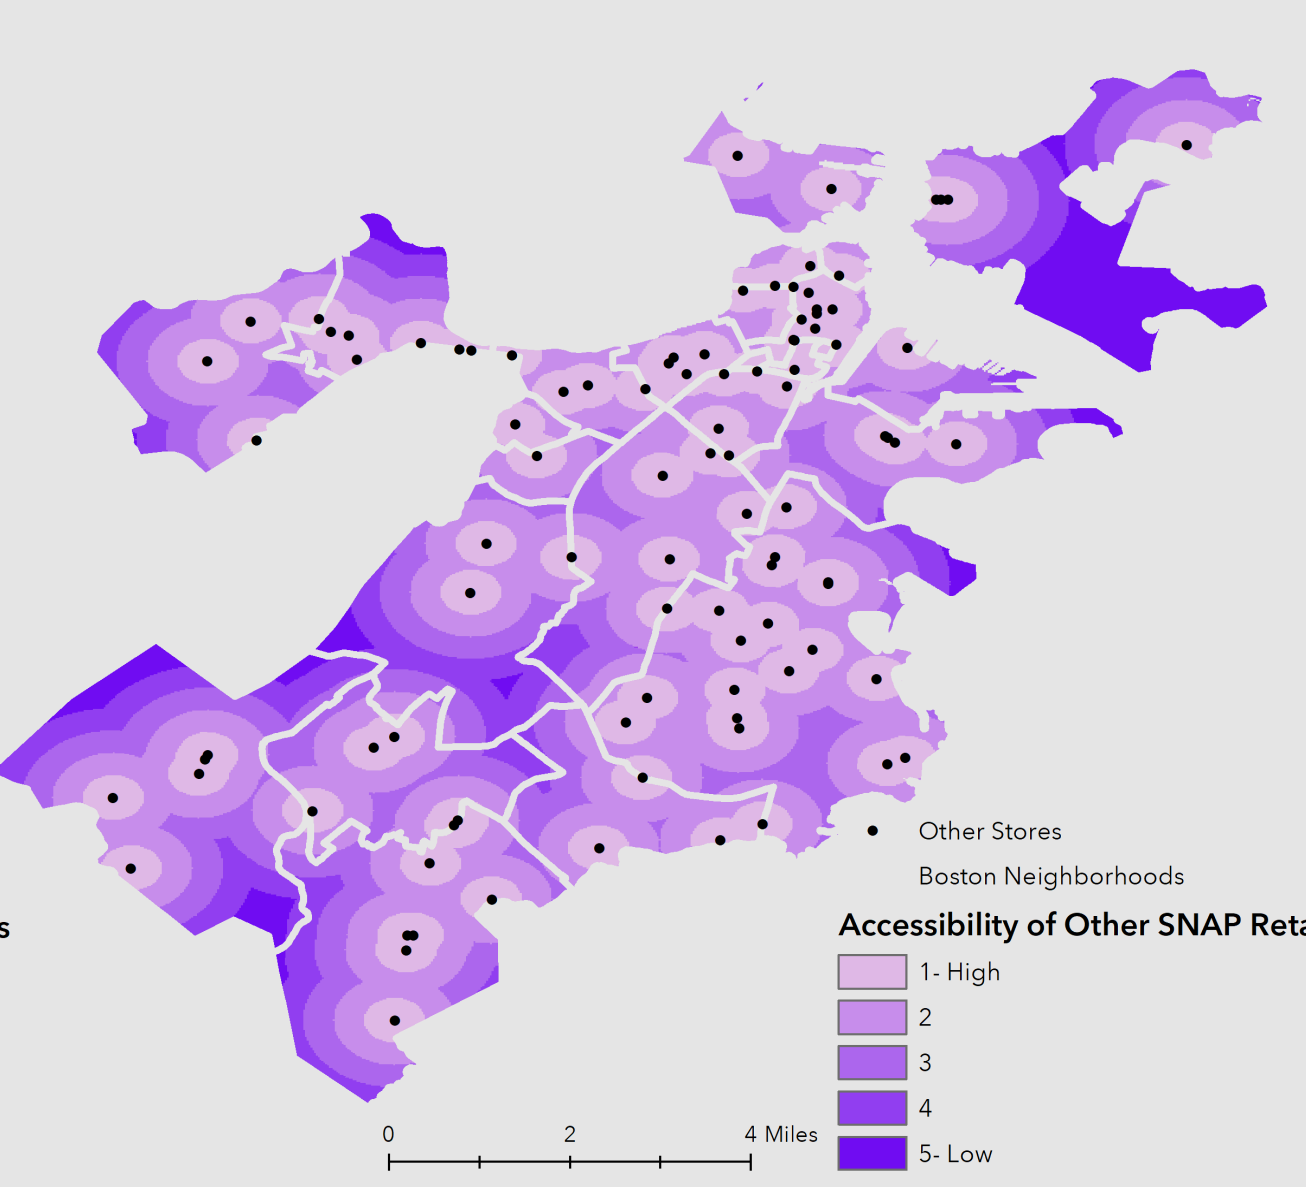 Other Stores
Boston Neighborhoods
s
Accessibility of Other SNAP Reta
1- High
2
3
4
5- Low
0 2 4 Miles